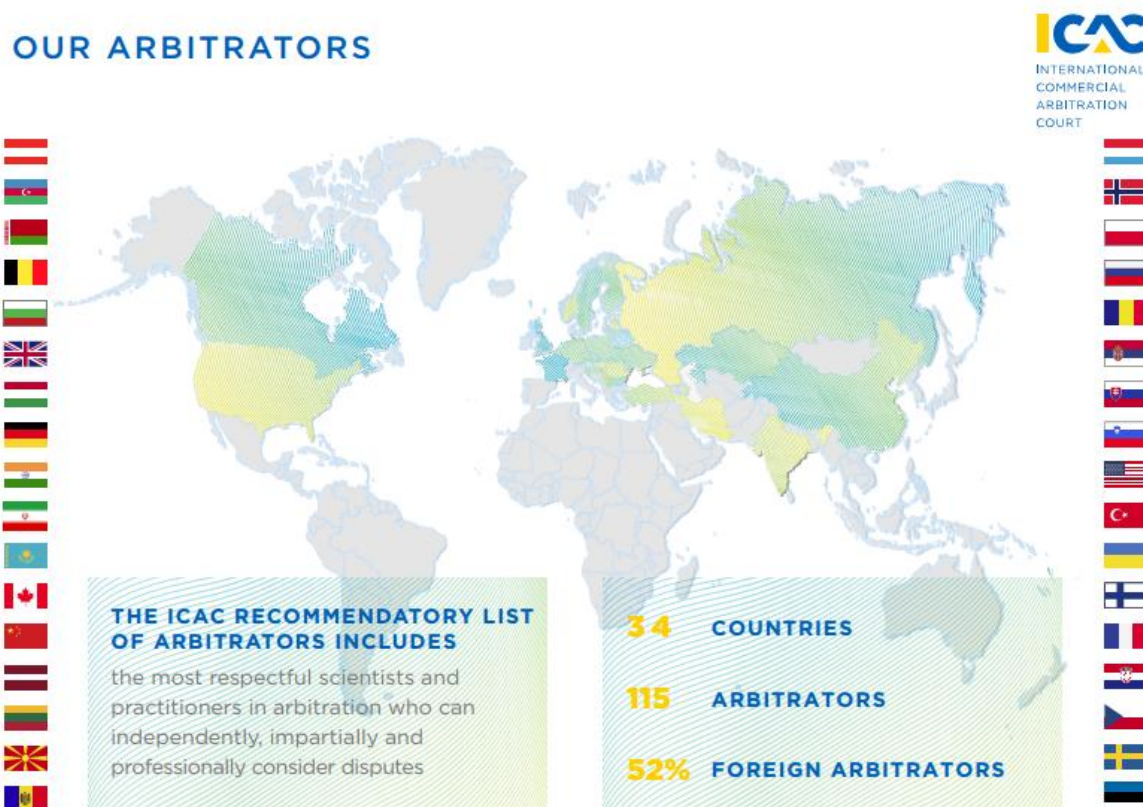 OUR ARBITRATORS
ICAC
INTERNATIONAL
COMMERCIAL
ARBITRATION
COURT
THE ICAC RECOMMENDATORY LIST
OF ARBITRATORS INCLUDES
the most respectful scientists and
practitioners in arbitration who can
independently, impartially and
professionally consider disputes
34 COUNTRIES
115 ARBITRATORS
52% FOREIGN ARBITRATORS